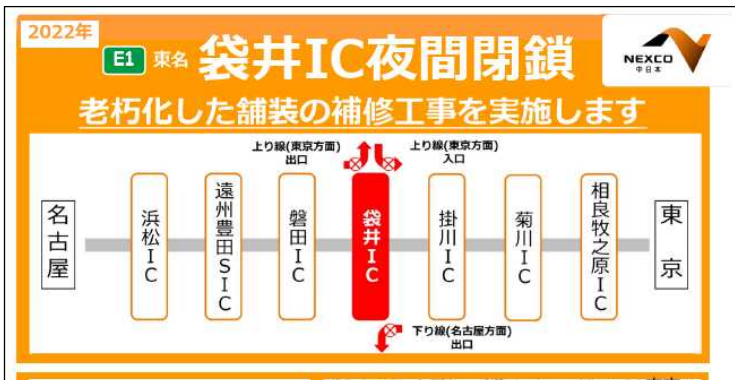 2022年
E1 東名 袋井IC夜間閉鎖
NEXCO
中日本
老朽化した舗装の補修工事を実施します
上り線(東京方面)
出口
上り線(東京方面)
入口
名古屋
浜松IC
遠州豊田SIC
磐田IC
袋井IC
掛川IC
菊川IC
相良牧之原IC
東京
下り線(名古屋方面)
出口